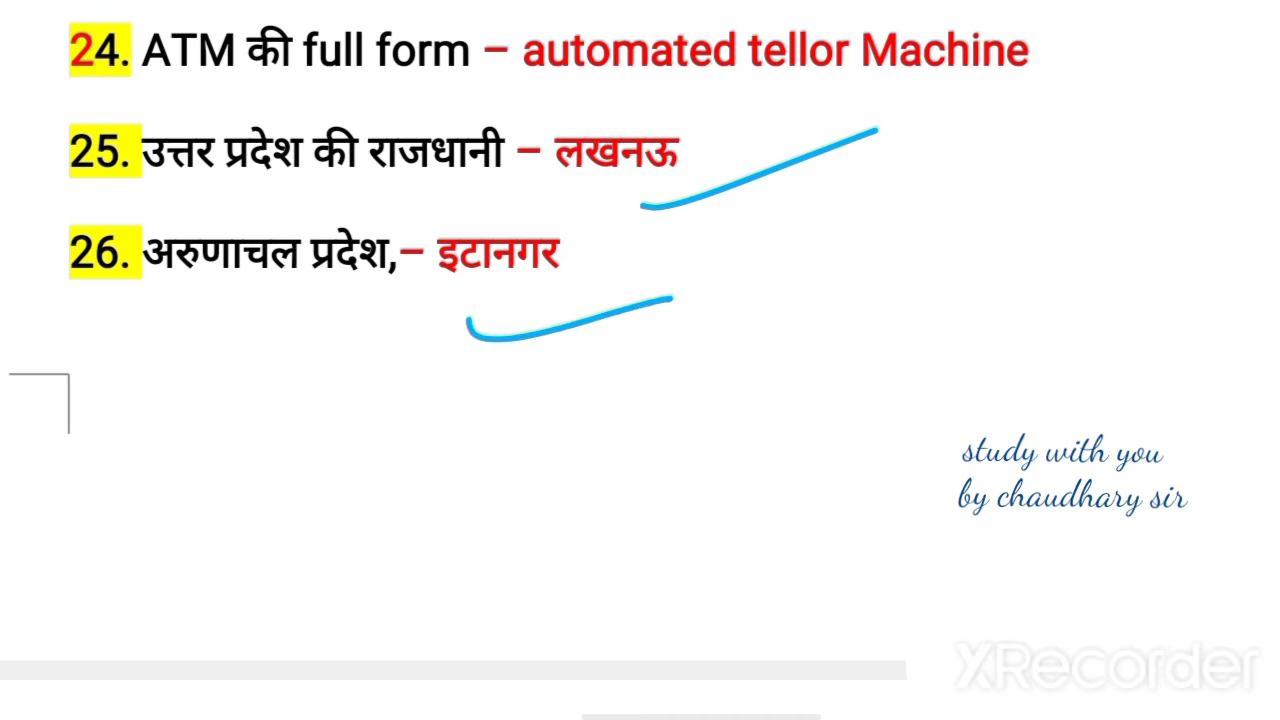 24. ATM की full form – automated tellor Machine
25. उत्तर प्रदेश की राजधानी – लखनऊ
26. अरुणाचल प्रदेश,– इटानगर
study with you
by chaudhary sir
XRecorder